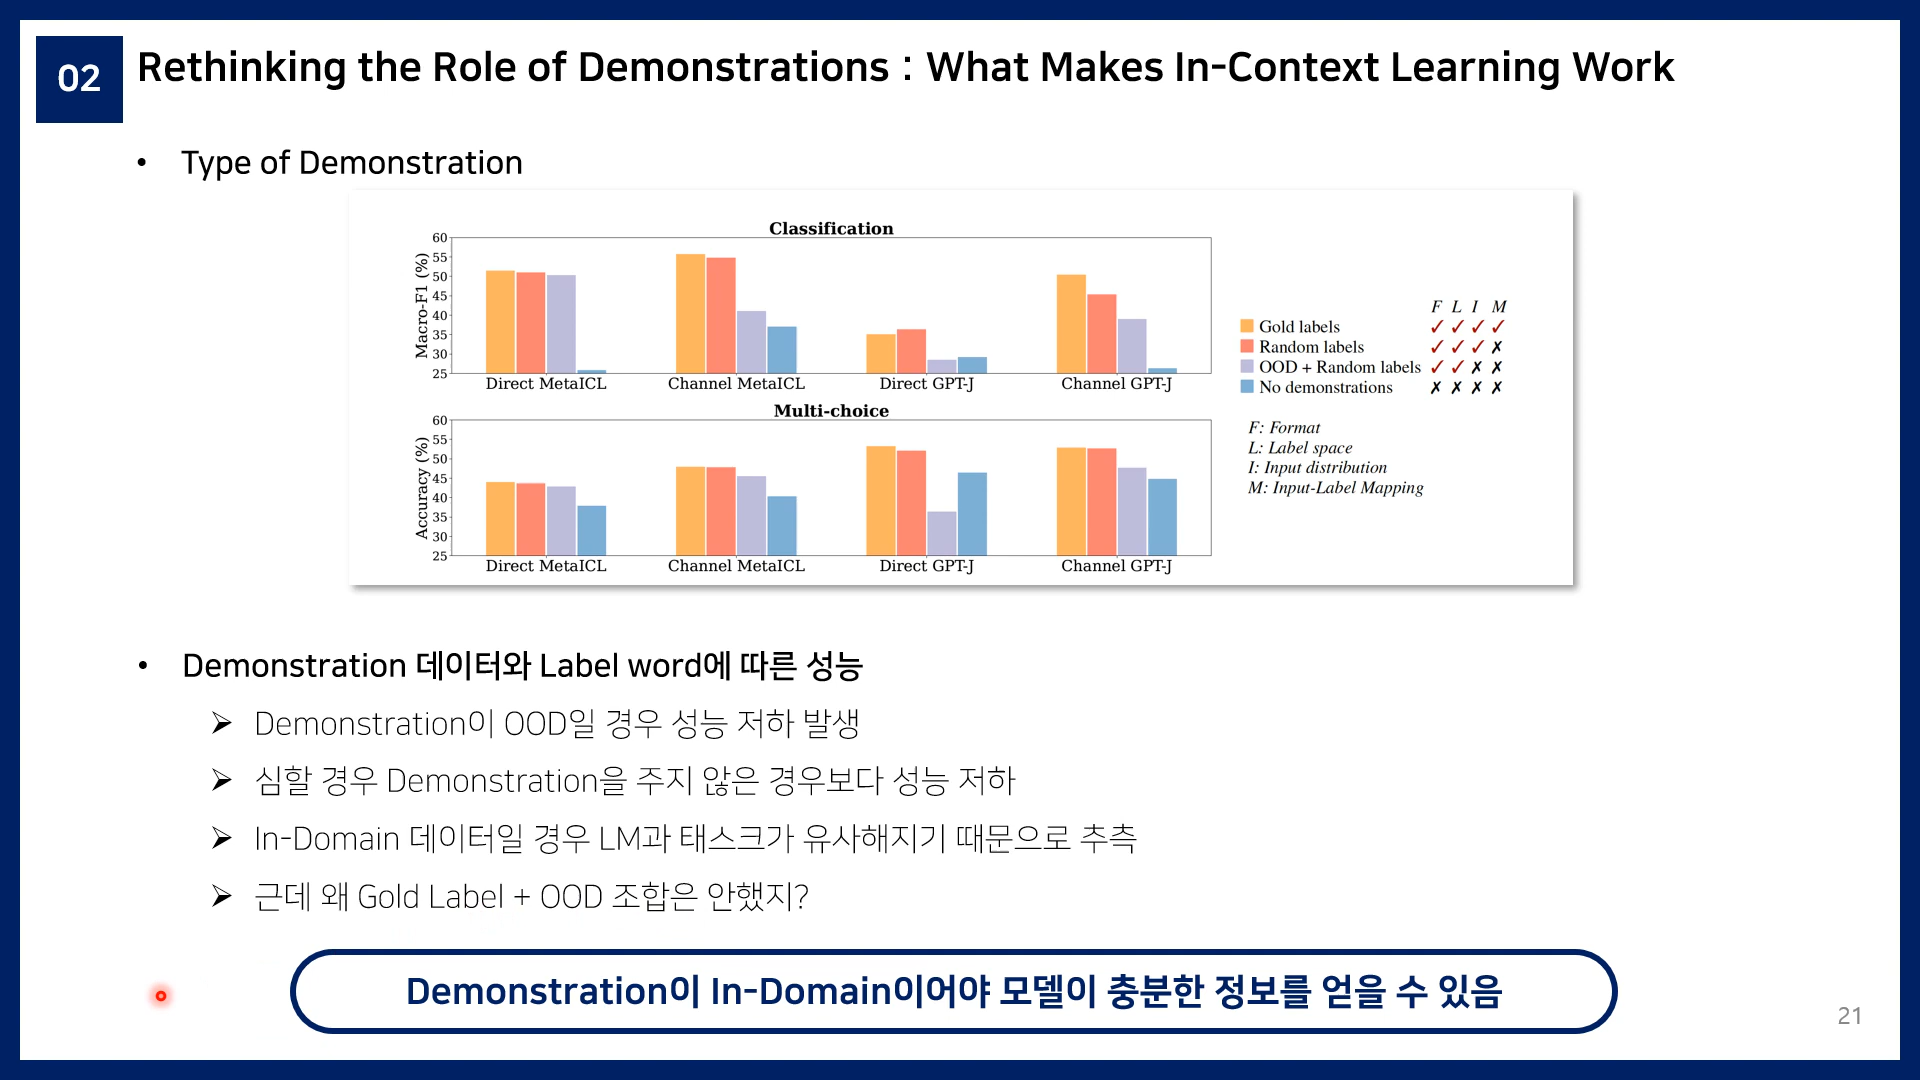 02
Rethinking the Role of Demonstrations : What Makes In-Context Learning Work
• Type of Demonstration
Classification
Macro-F1 (%)
60
55
50
45
40
35
30
25
Direct MetaICL Channel MetaICL Direct GPT-J Channel GPT-J
Multi-choice
Accuracy (%)
60
55
50
45
40
35
30
25
Direct MetaICL Channel MetaICL Direct GPT-J Channel GPT-J
F L I M
Gold labels ✓ ✓ ✓ ✓
Random labels ✓ ✓ ✓ ✗
OOD + Random labels ✓ ✓ ✗ ✗
No demonstrations ✗ ✗ ✗ ✗
F: Format
L: Label space
I: Input distribution
M: Input-Label Mapping
• Demonstration 데이터와 Label word에 따른 성능
➢ Demonstration이 OOD일 경우 성능 저하 발생
➢ 심할 경우 Demonstration을 주지 않은 경우보다 성능 저하
➢ In-Domain 데이터일 경우 LM과 태스크가 유사해지기 때문으로 추측
➢ 근데 왜 Gold Label + OOD 조합은 안했지?
Demonstration이 In-Domain이어야 모델이 충분한 정보를 얻을 수 있음
21